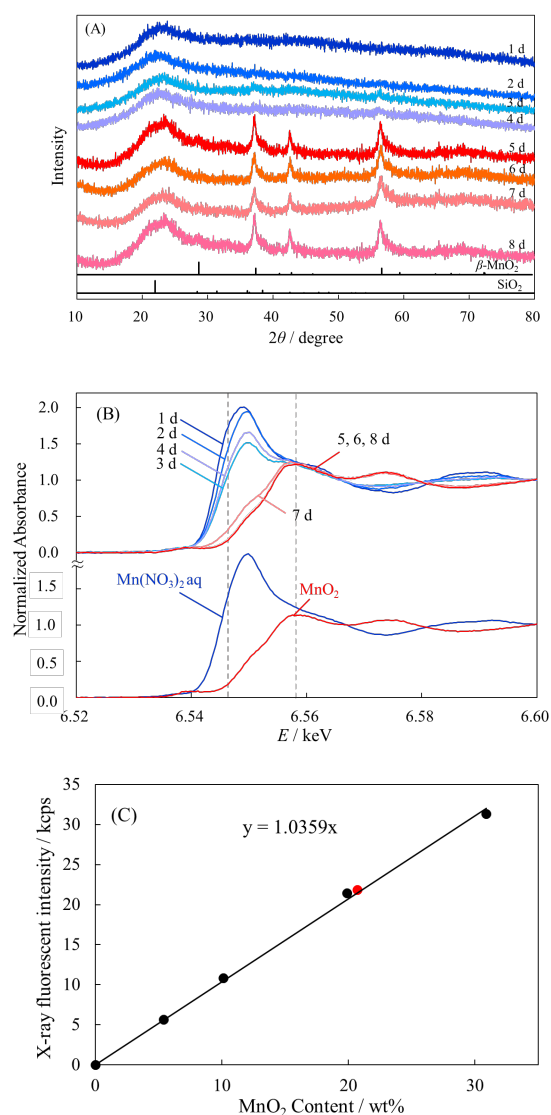 (A)
1 d
2 d
3 d
4 d
5 d
6 d
7 d
8 d
β-MnO₂
SiO₂
Intensity
10 20 30 40 50 60 70 80
2θ / degree
(B)
2.0
1.5
1.0
0.5
0.0
1 d
2 d
4 d
3 d
5, 6, 8 d
7 d
Normalized Absorbance
Mn(NO₃)₂ aq
MnO₂
1.5
1.0
0.5
0.0
6.52 6.54 6.56 6.58 6.60
E / keV
(C)
y = 1.0359x
35
30
25
20
15
10
5
0
X-ray fluorescent intensity / kcps
0 10 20 30
MnO₂ Content / wt%